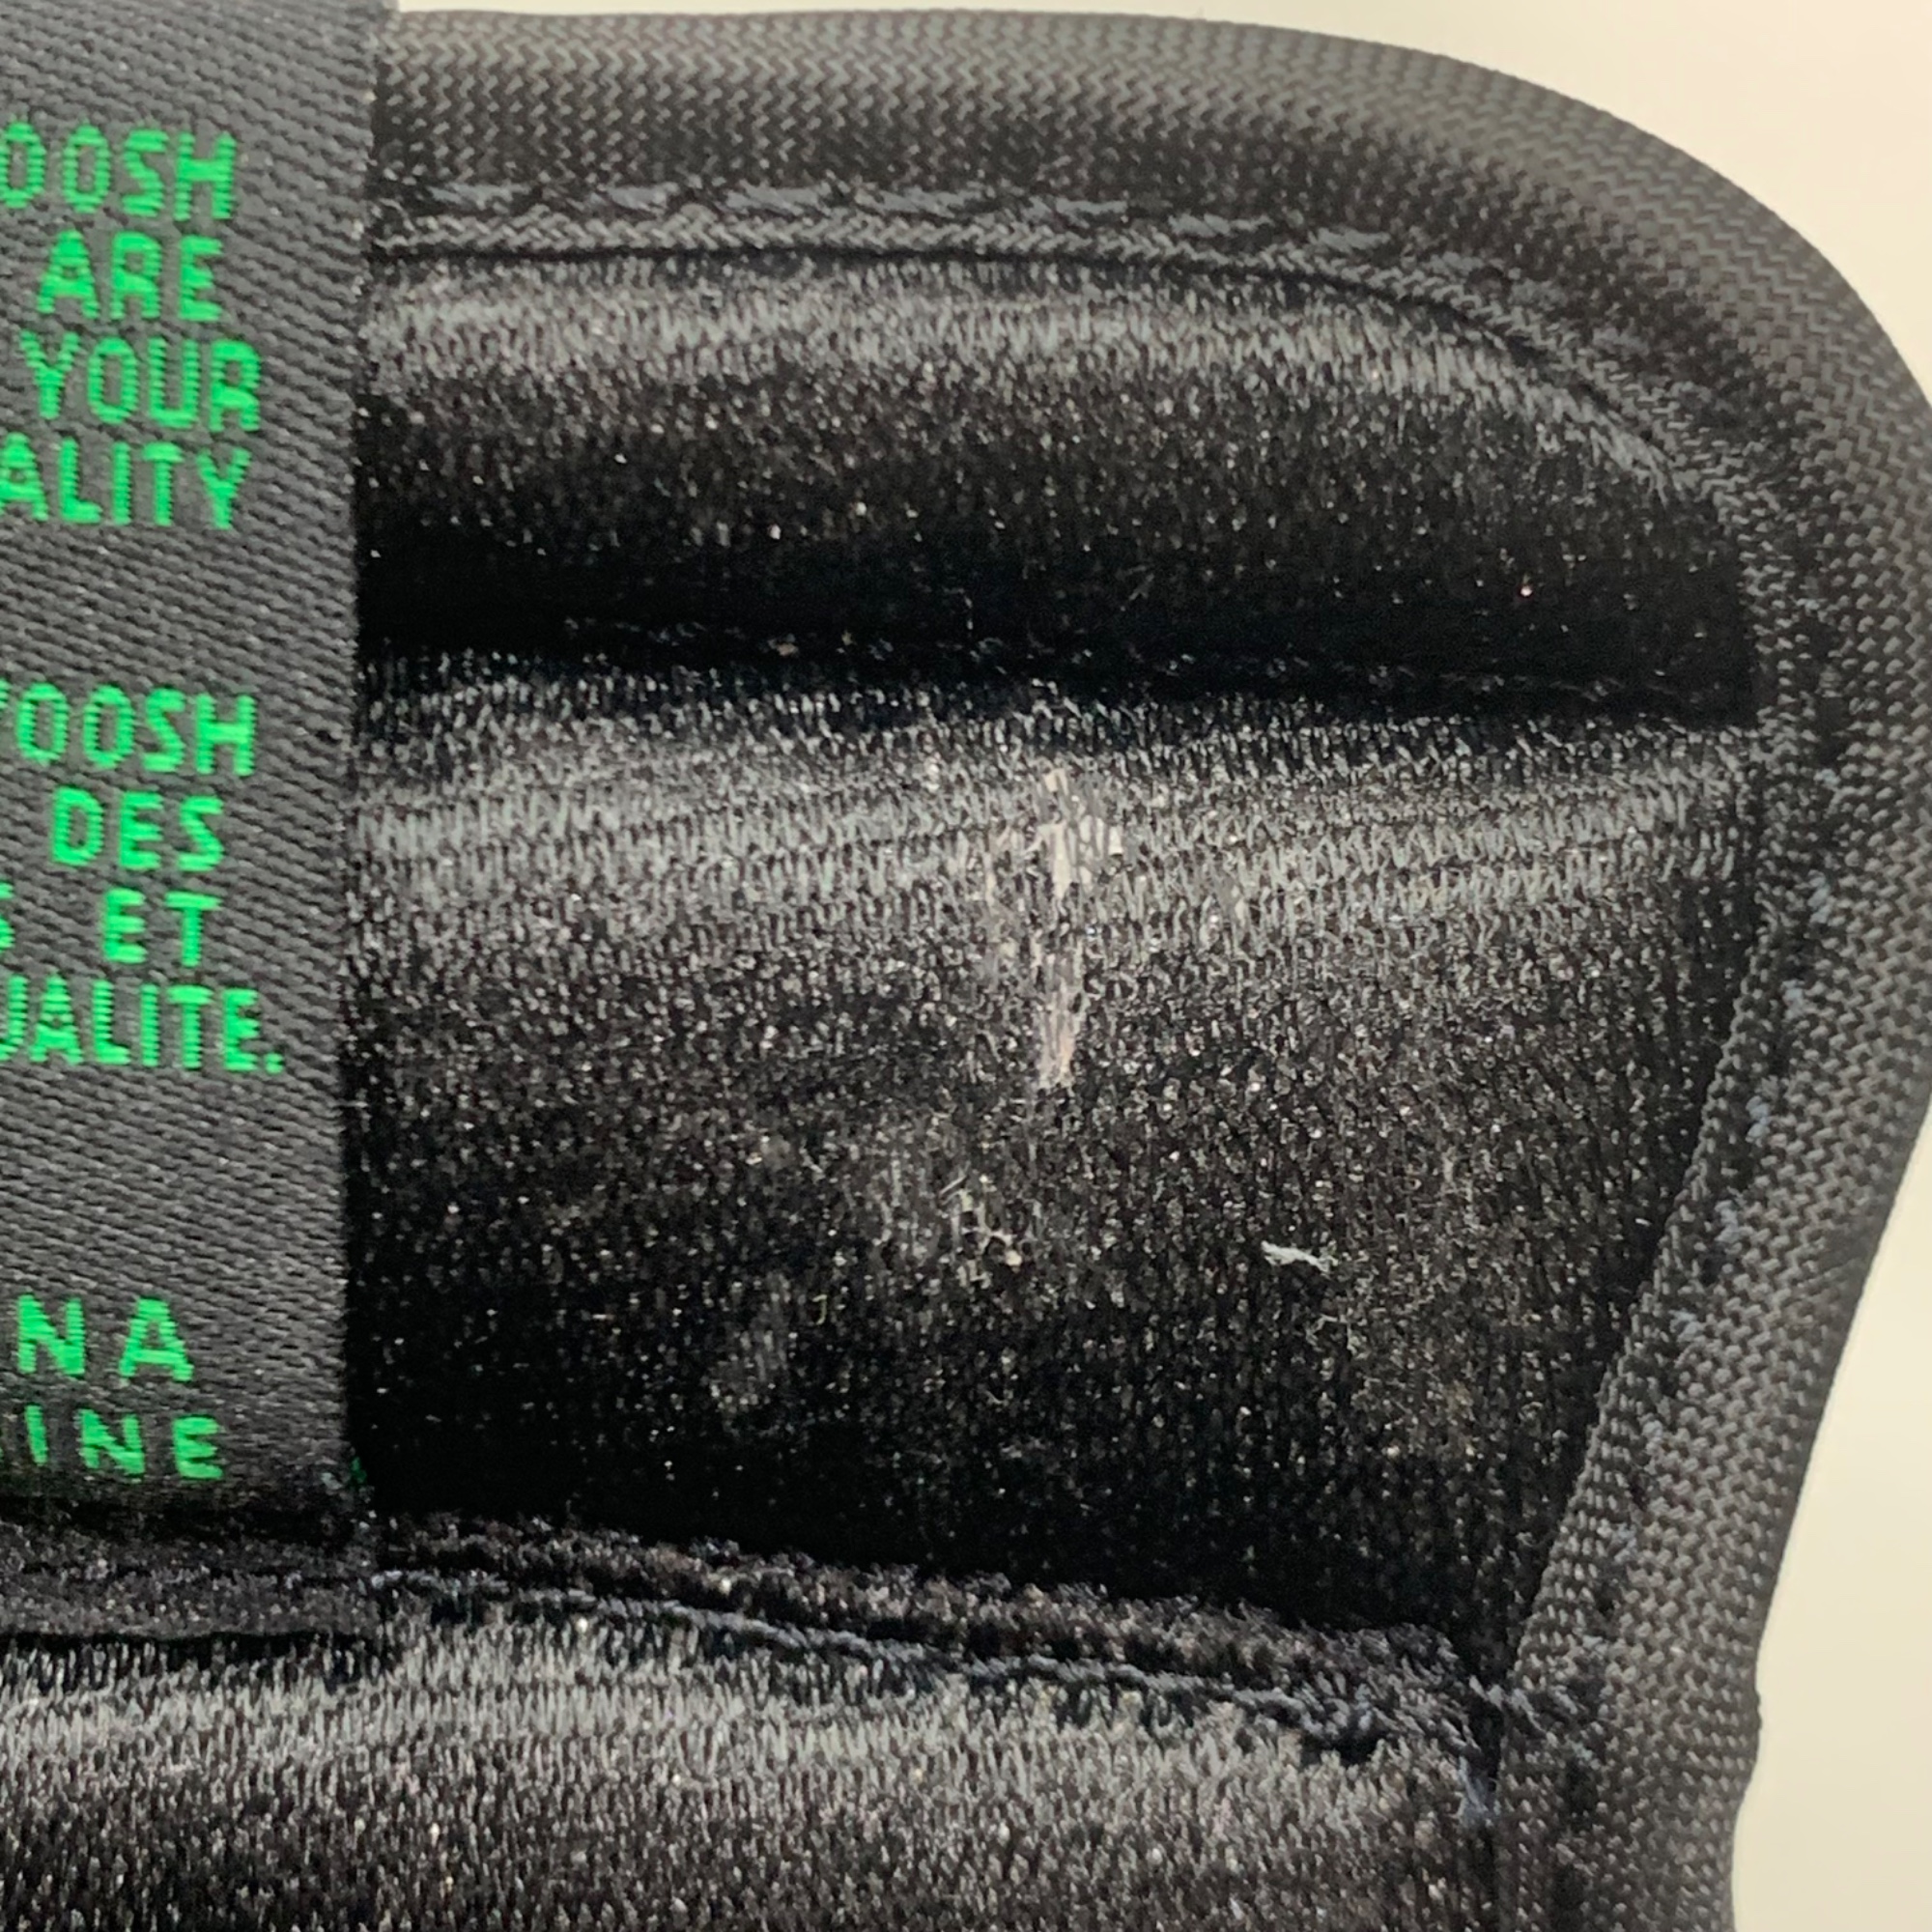 OOSH
ARE
YOUR
ALITY
OOSH
DES
ET
UALITE.
NA
INE